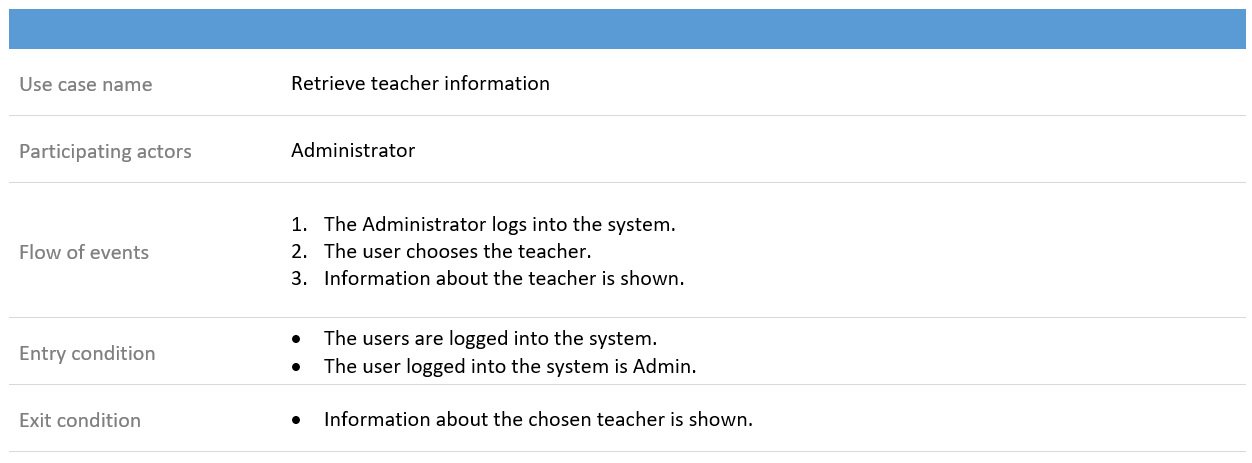 Use case name Retrieve teacher information
Participating actors Administrator
1. The Administrator logs into the system.
Flow of events 2. The user chooses the teacher.
3. Information about the teacher is shown.
• The users are logged into the system.
Entry condition
• The user logged into the system is Admin.
Exit condition • Information about the chosen teacher is shown.